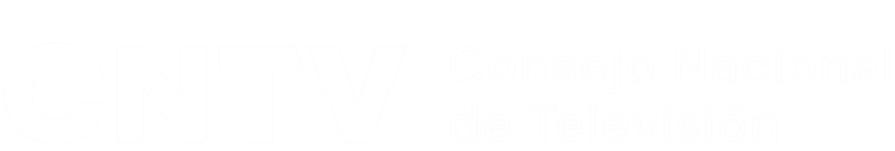 CNTV
Consejo Nacional
de Televisión